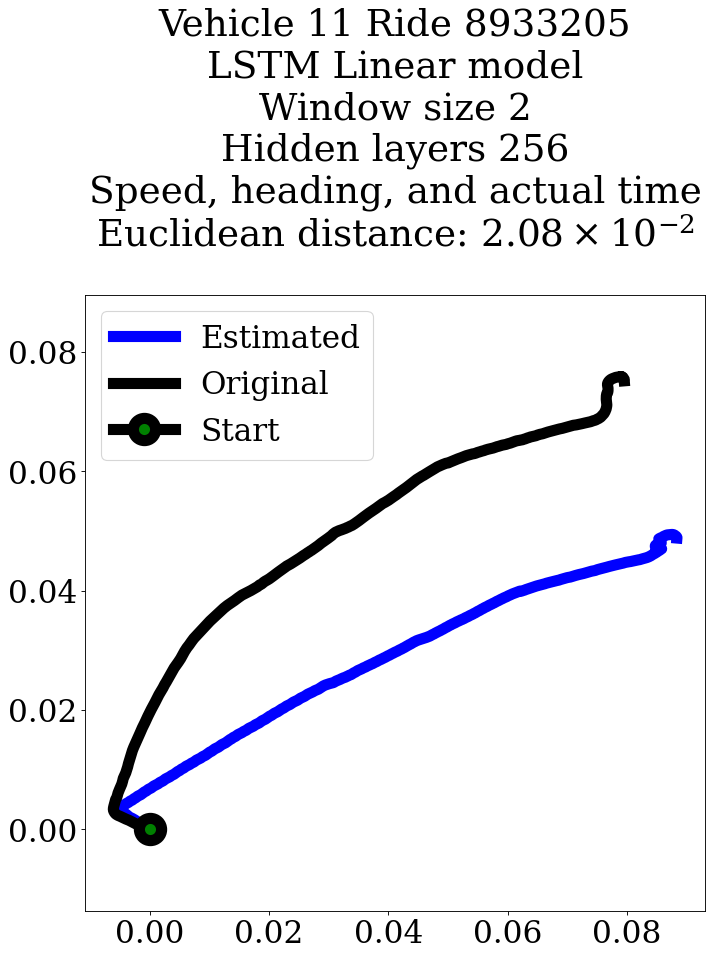 Vehicle 11 Ride 8933205
LSTM Linear model
Window size 2
Hidden layers 256
Speed, heading, and actual time
Euclidean distance: 2.08 × 10⁻²
Estimated
Original
Start
0.08
0.06
0.04
0.02
0.00
0.00 0.02 0.04 0.06 0.08